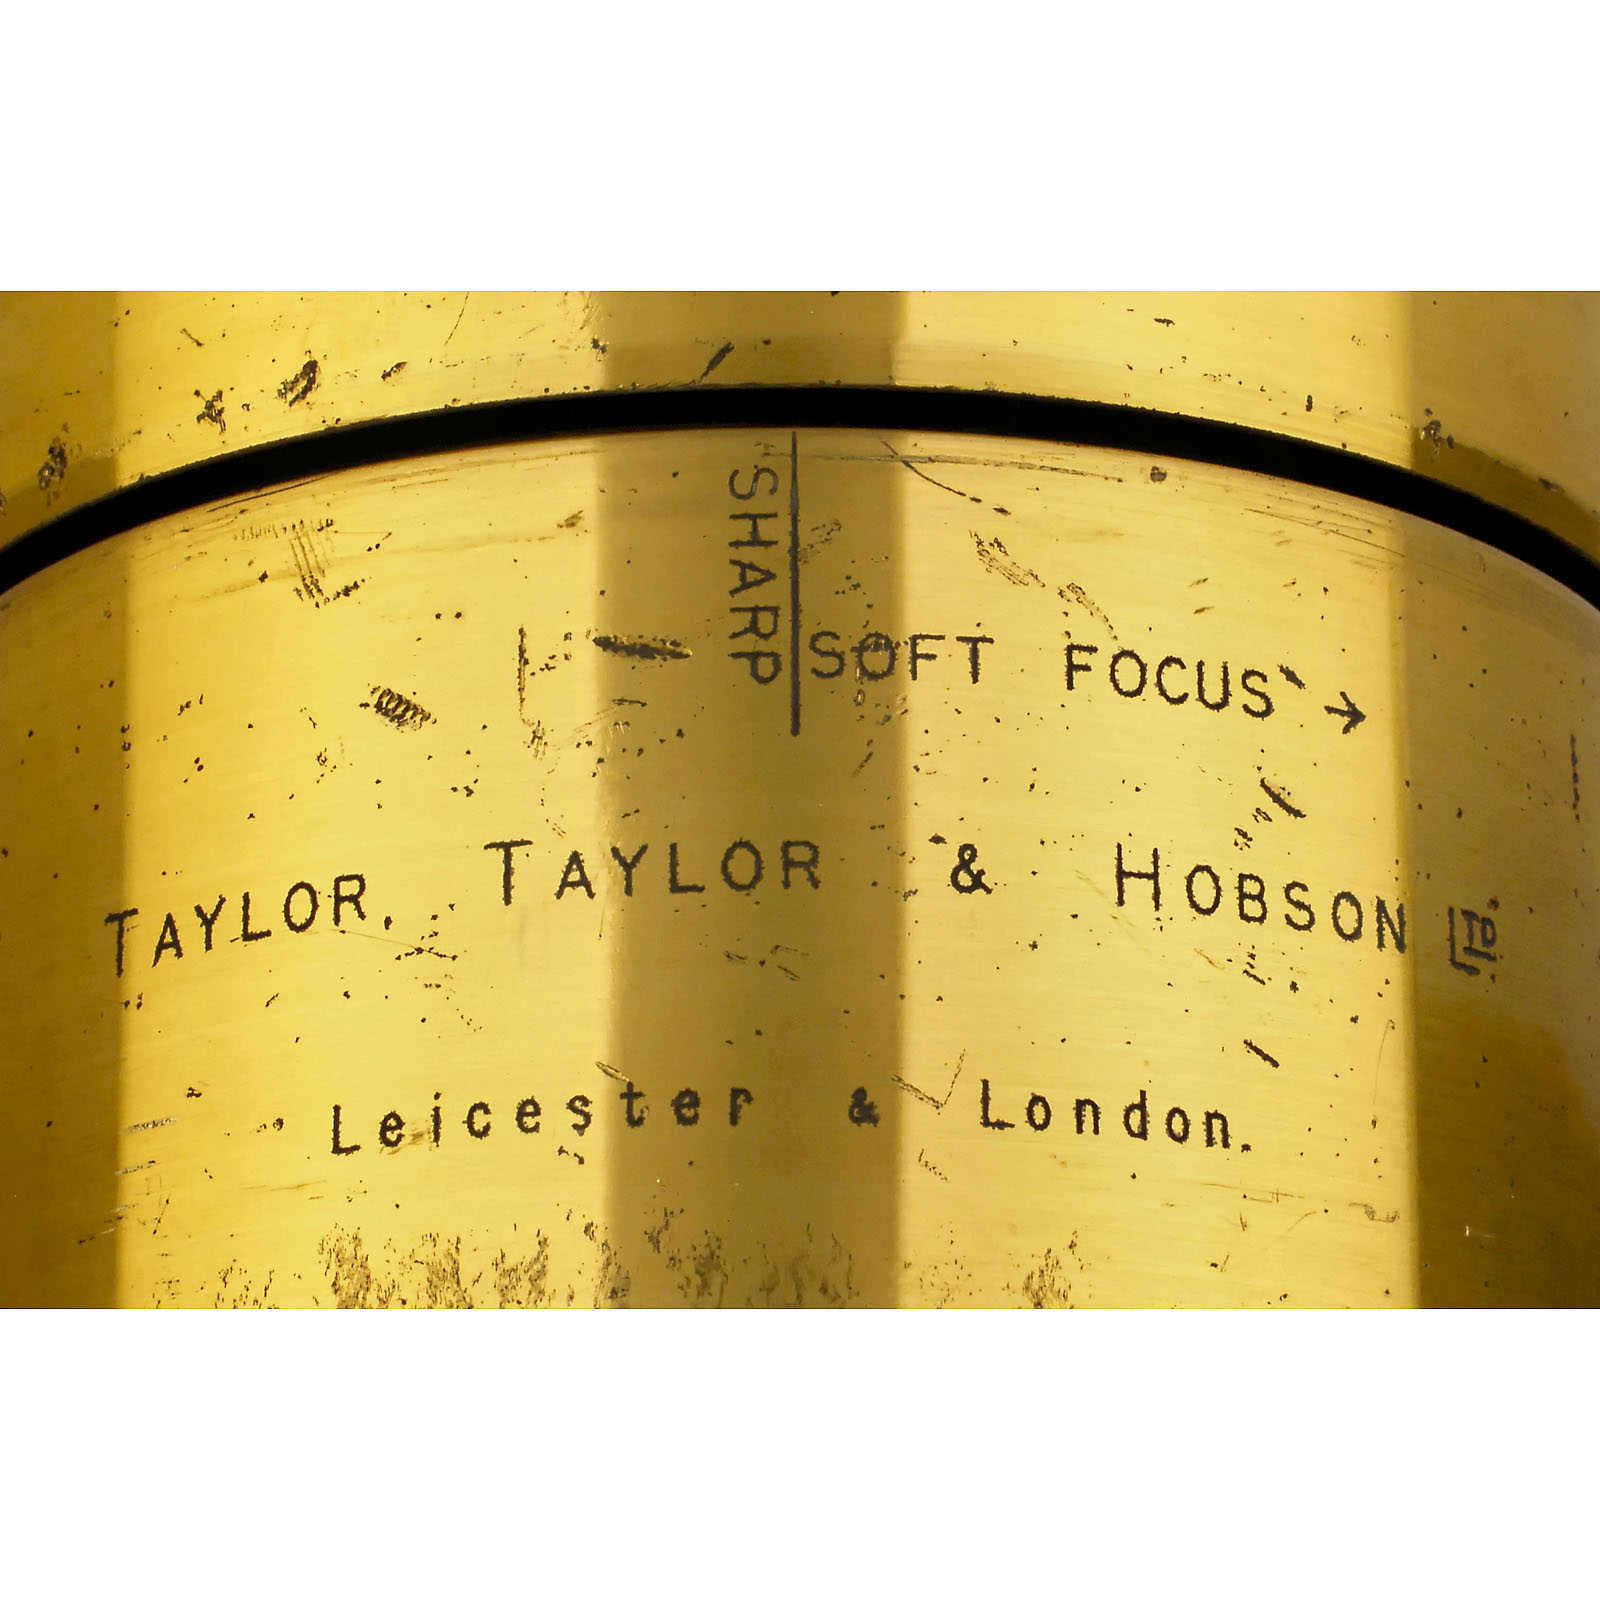 "SHARP
SOFT FOCUS" →
TAYLOR, TAYLOR & HOBSON Ltd
Leicester & London.